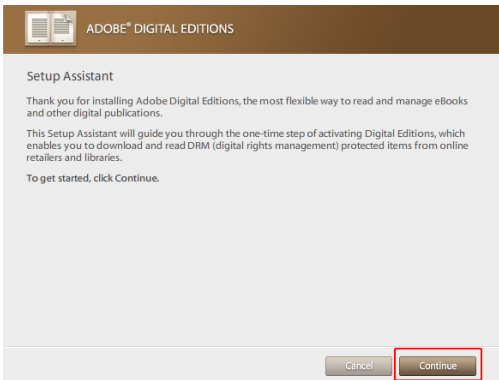 ADOBE® DIGITAL EDITIONS
Setup Assistant
Thank you for installing Adobe Digital Editions, the most flexible way to read and manage eBooks
and other digital publications.
This Setup Assistant will guide you through the one-time step of activating Digital Editions, which
enables you to download and read DRM (digital rights management) protected items from online
retailers and libraries.
To get started, click Continue.
Cancel Continue